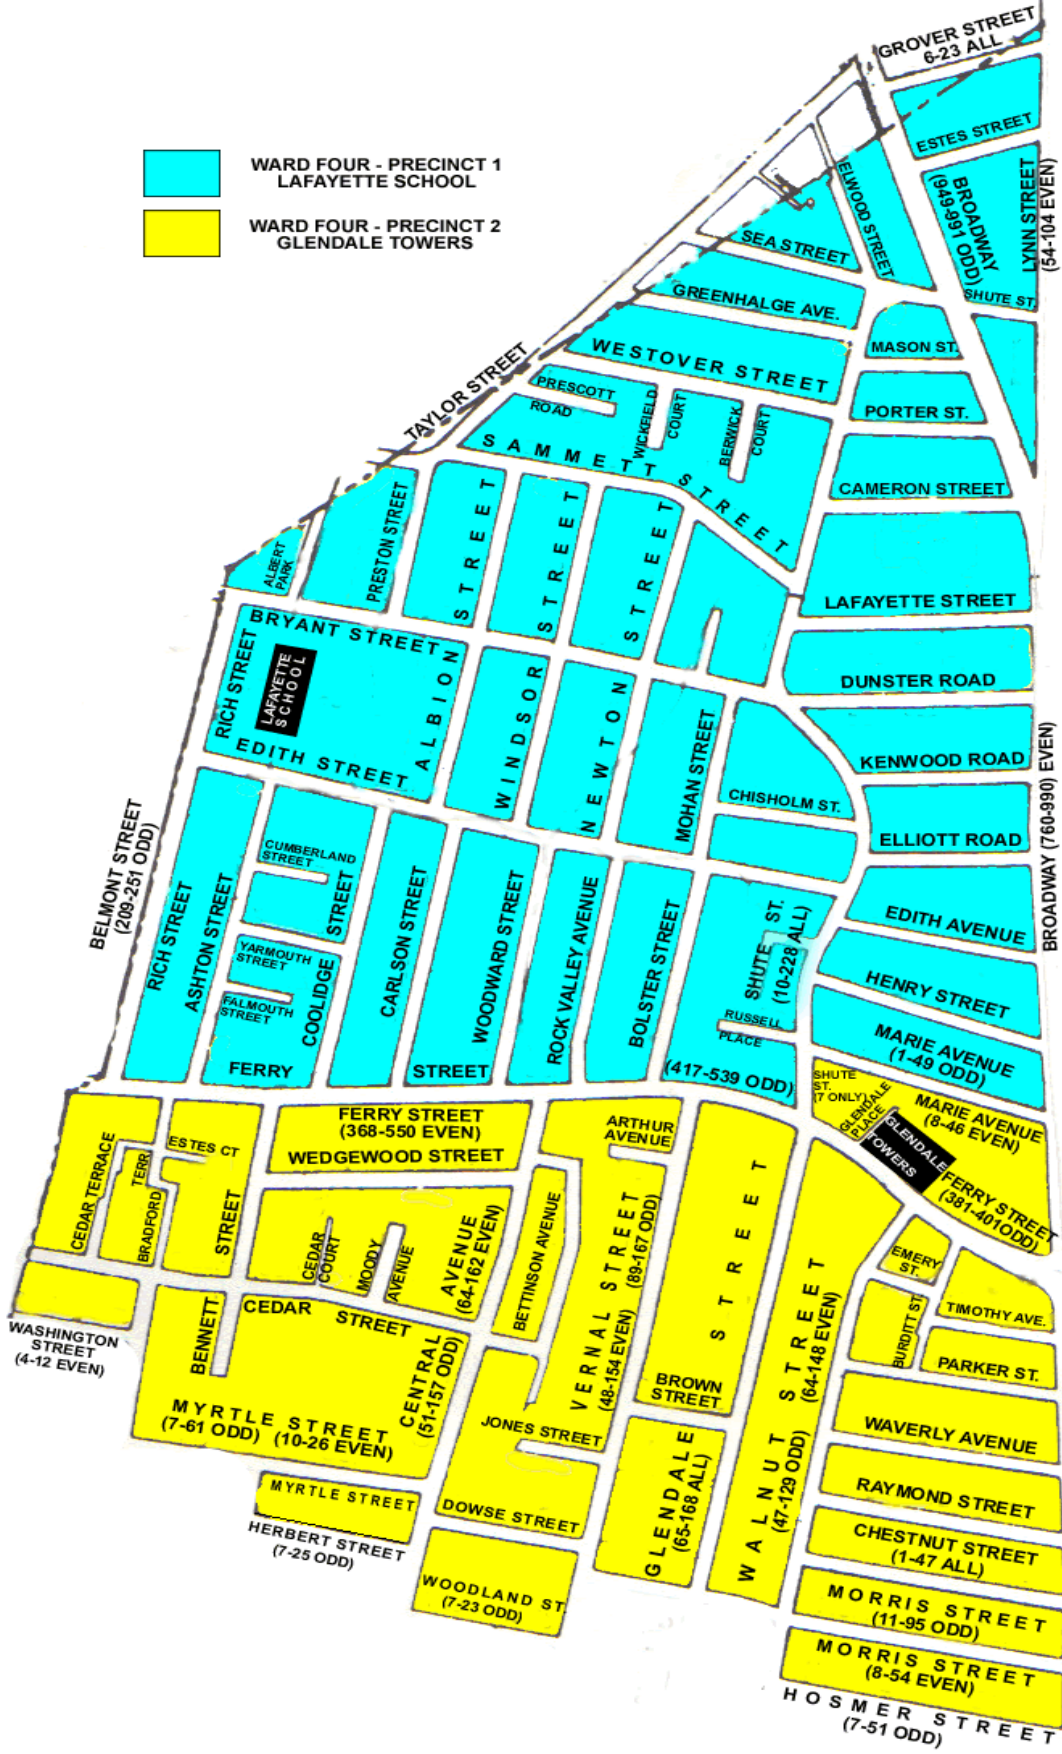 GROVER STREET
6-23 ALL
WARD FOUR - PRECINCT 1
LAFAYETTE SCHOOL
WARD FOUR - PRECINCT 2
GLENDALE TOWERS
ESTES STREET
BROADWAY
(949-991 ODD)
LYNN STREET
(54-104 EVEN)
ELWOOD STREET
SEA STREET
GREENHALGE AVE.
SHUTE ST.
MASON ST.
WESTOVER STREET
TAYLOR STREET
PRESCOTT
ROAD
WICKFIELD
COURT
BERWICK
COURT
PORTER ST.
SAMMETT STREET
CAMERON STREET
PRESTON STREET
STREET
STREET
STREET
ALBERT
PARK
LAFAYETTE STREET
BRYANT STREET
RICH STREET
LAFAYETTE
SCHOOL
ALBION
WINDSOR
NEWTON
DUNSTER ROAD
EDITH STREET
MOHAN STREET
KENWOOD ROAD
CHISHOLM ST.
ELLIOTT ROAD
BROADWAY (760-990) EVEN)
BELMONT STREET
(209-251 ODD)
CUMBERLAND
STREET
RICH STREET
ASHTON STREET
COOLIDGE
STREET
CARLSON STREET
WOODWARD STREET
ROCK VALLEY AVENUE
BOLSTER STREET
SHUTE ST.
(10-228 ALL)
EDITH AVENUE
YARMOUTH
STREET
FALMOUTH
STREET
HENRY STREET
RUSSELL
PLACE
MARIE AVENUE
(1-49 ODD)
FERRY
STREET
(417-539 ODD)
SHUTE
ST.
(7 ONLY)
GLENDALE
PLACE
GLENDALE
TOWERS
MARIE AVENUE
(8-46 EVEN)
FERRY STREET
(381-401ODD)
FERRY STREET
(368-550 EVEN)
WEDGEWOOD STREET
ARTHUR
AVENUE
ESTES CT
CEDAR TERRACE
BRADFORD
TERR
STREET
CEDAR
COURT
MOODY
AVENUE
AVENUE
(64-162 EVEN)
BETTINSON AVENUE
VERNAL STREET
(48-154 EVEN)
(89-167 ODD)
STREET
EMERY
ST.
BURDITT ST.
TIMOTHY AVE.
PARKER ST.
WASHINGTON
STREET
(4-12 EVEN)
BENNETT
CEDAR
STREET
CENTRAL
(51-157 ODD)
BROWN
STREET
WALNUT STREET
(47-129 ODD)
(64-148 EVEN)
MYRTLE STREET
(7-61 ODD) (10-26 EVEN)
JONES STREET
WAVERLY AVENUE
MYRTLE STREET
DOWSE STREET
GLENDALE
(65-168 ALL)
RAYMOND STREET
HERBERT STREET
(7-25 ODD)
CHESTNUT STREET
(1-47 ALL)
WOODLAND ST
(7-23 ODD)
MORRIS STREET
(11-95 ODD)
MORRIS STREET
(8-54 EVEN)
HOSMER STREET
(7-51 ODD)